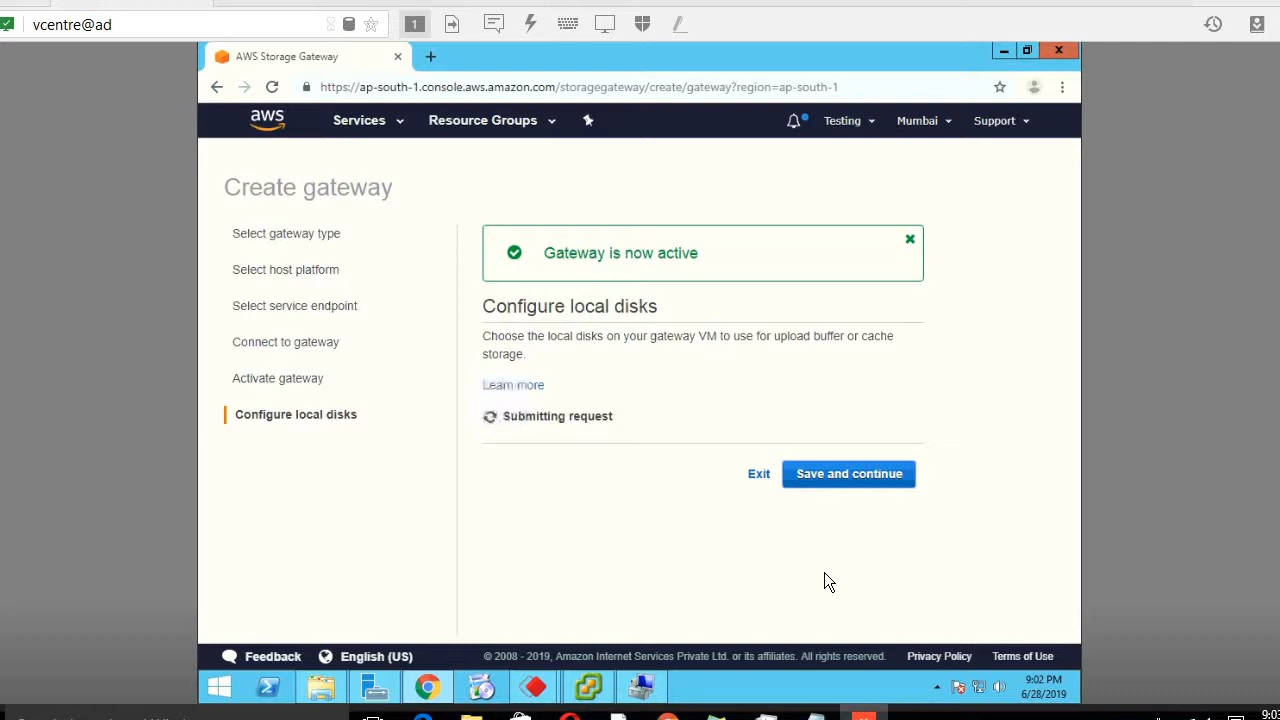 vcentre@ad
1
AWS Storage Gateway
https://ap-south-1.console.aws.amazon.com/storagegateway/create/gateway?region=ap-south-1
aws
Services
Resource Groups
Testing
Mumbai
Support
Create gateway
Select gateway type
Select host platform
Select service endpoint
Connect to gateway
Activate gateway
Configure local disks
Gateway is now active
Configure local disks
Choose the local disks on your gateway VM to use for upload buffer or cache
storage.
Learn more
Submitting request
Exit
Save and continue
Feedback
English (US)
© 2008 - 2019, Amazon Internet Services Private Ltd. or its affiliates. All rights reserved.
Privacy Policy
Terms of Use
9:02 PM
6/28/2019